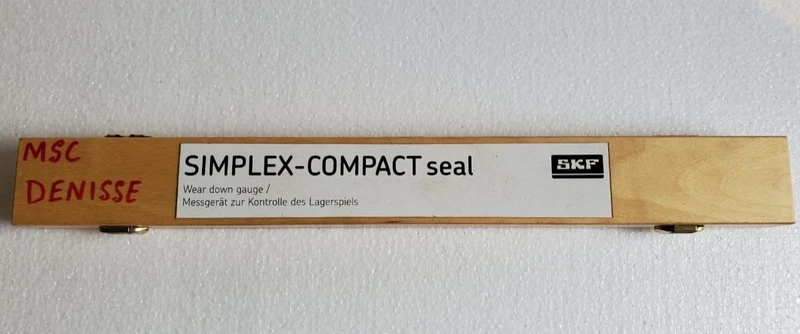 MSC
DENISSE
SIMPLEX-COMPACT seal
Wear down gauge /
Messgerät zur Kontrolle des Lagerspiels
SKF